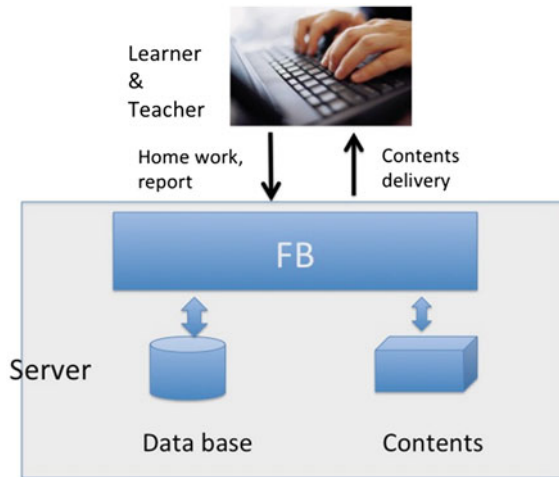 Learner
&
Teacher
Home work,
report
Contents
delivery
FB
Server
Data base
Contents